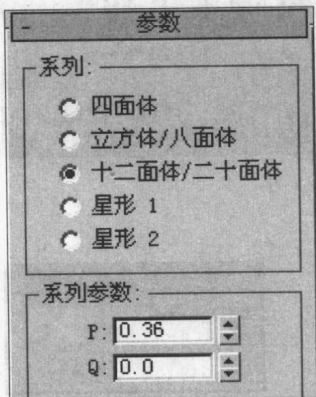 - 参数
系列:
四面体
立方体/八面体
十二面体/二十面体
星形 1
星形 2
系列参数:
P: 0.36
Q: 0.0